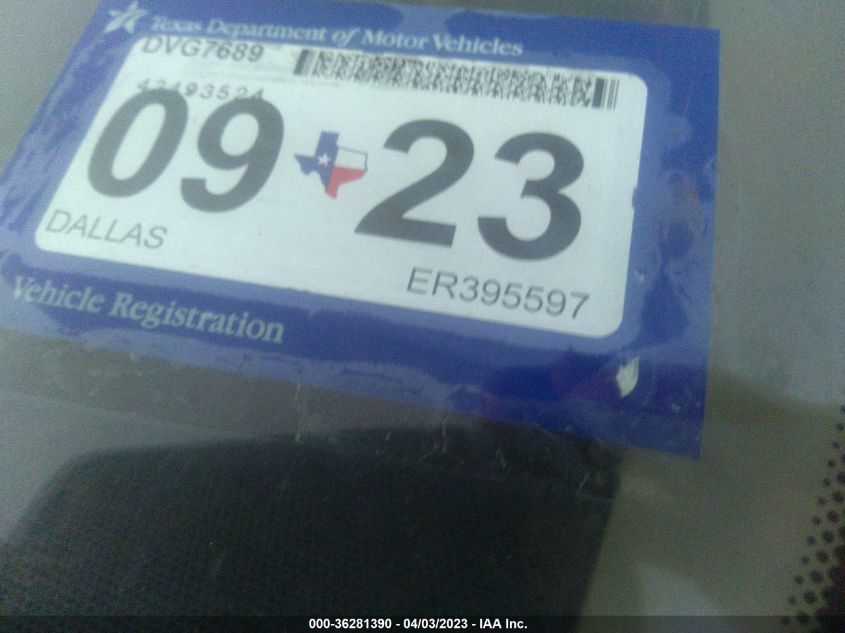 Texas Department of Motor Vehicles
DVG7689
42493524
09 23
DALLAS
ER395597
Vehicle Registration
000-36281390 - 04/03/2023 - IAA Inc.